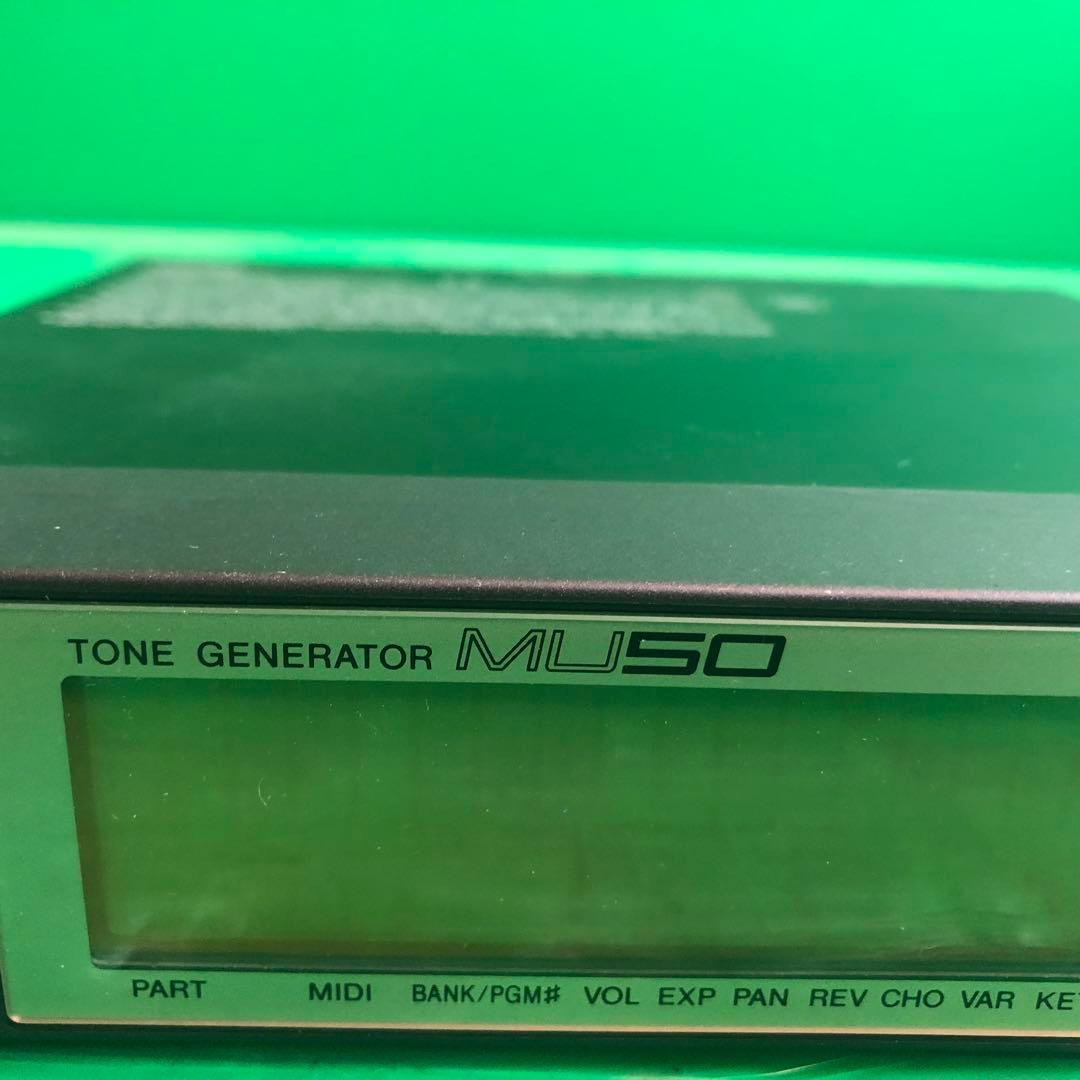 TONE GENERATOR MU50
PART MIDI BANK/PGM# VOL EXP PAN REV CHO VAR